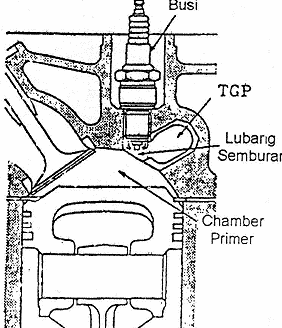 Busi
TGP
Lubang
Semburan
Chamber
Primer